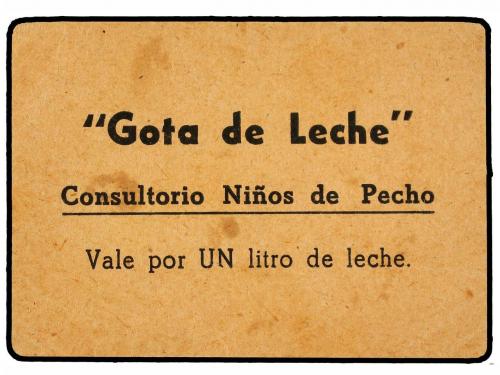 “Gota de Leche”
Consultorio Niños de Pecho
Vale por UN litro de leche.